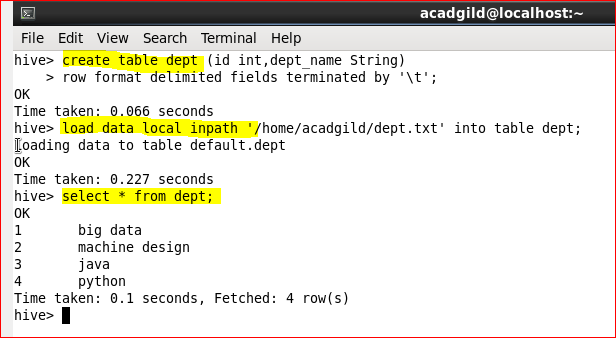 acadgild@localhost:~
File Edit View Search Terminal Help
hive> create table dept (id int,dept_name String)
    > row format delimited fields terminated by '\t';
OK
Time taken: 0.066 seconds
hive> load data local inpath '/home/acadgild/dept.txt' into table dept;
Loading data to table default.dept
OK
Time taken: 0.227 seconds
hive> select * from dept;
OK
1       big data
2       machine design
3       java
4       python
Time taken: 0.1 seconds, Fetched: 4 row(s)
hive>